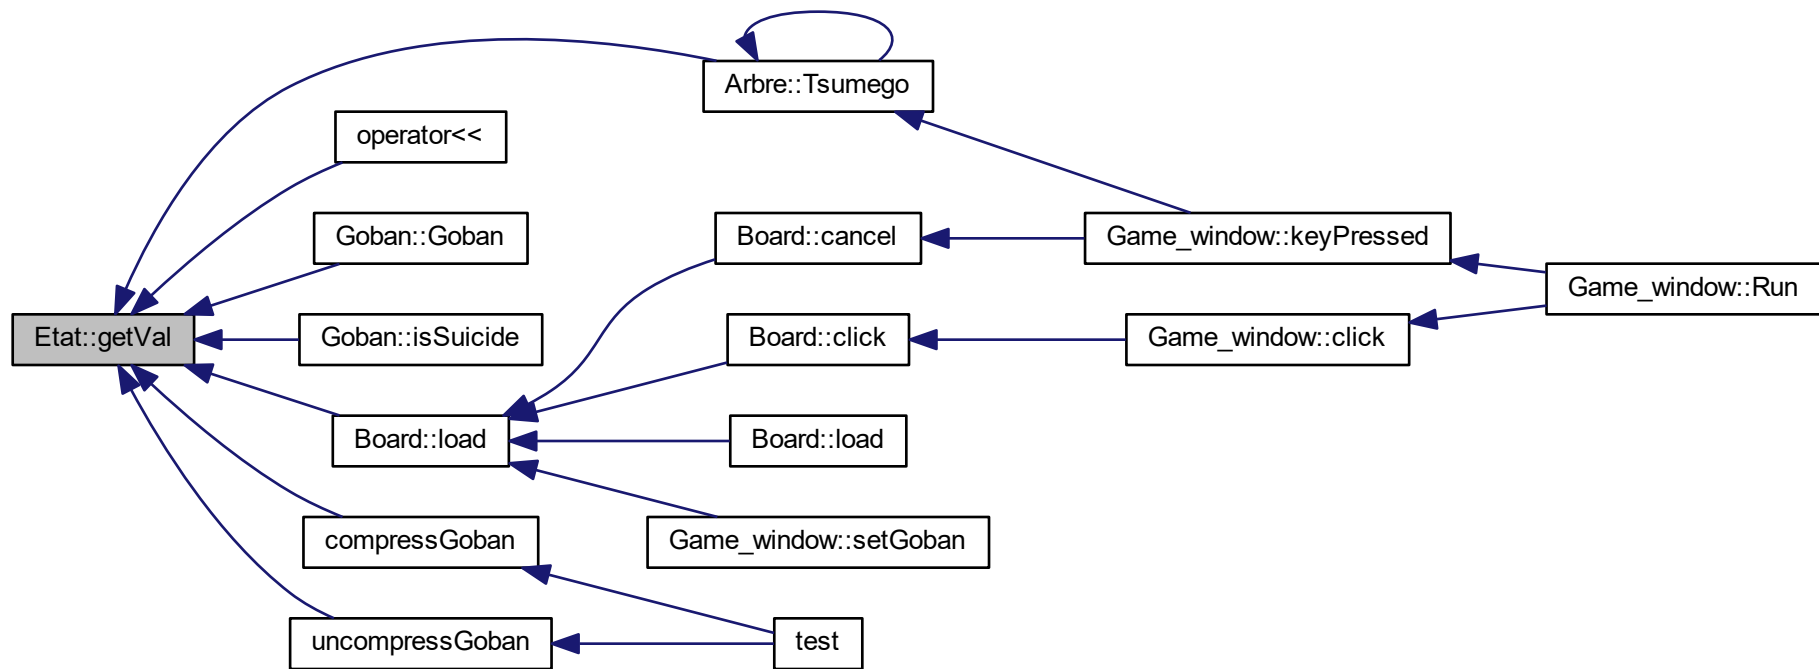 Arbre::Tsumego
operator<<
Goban::Goban
Board::cancel
Game_window::keyPressed
Game_window::Run
Etat::getVal
Goban::isSuicide
Board::click
Game_window::click
Board::load
Board::load
compressGoban
Game_window::setGoban
uncompressGoban
test